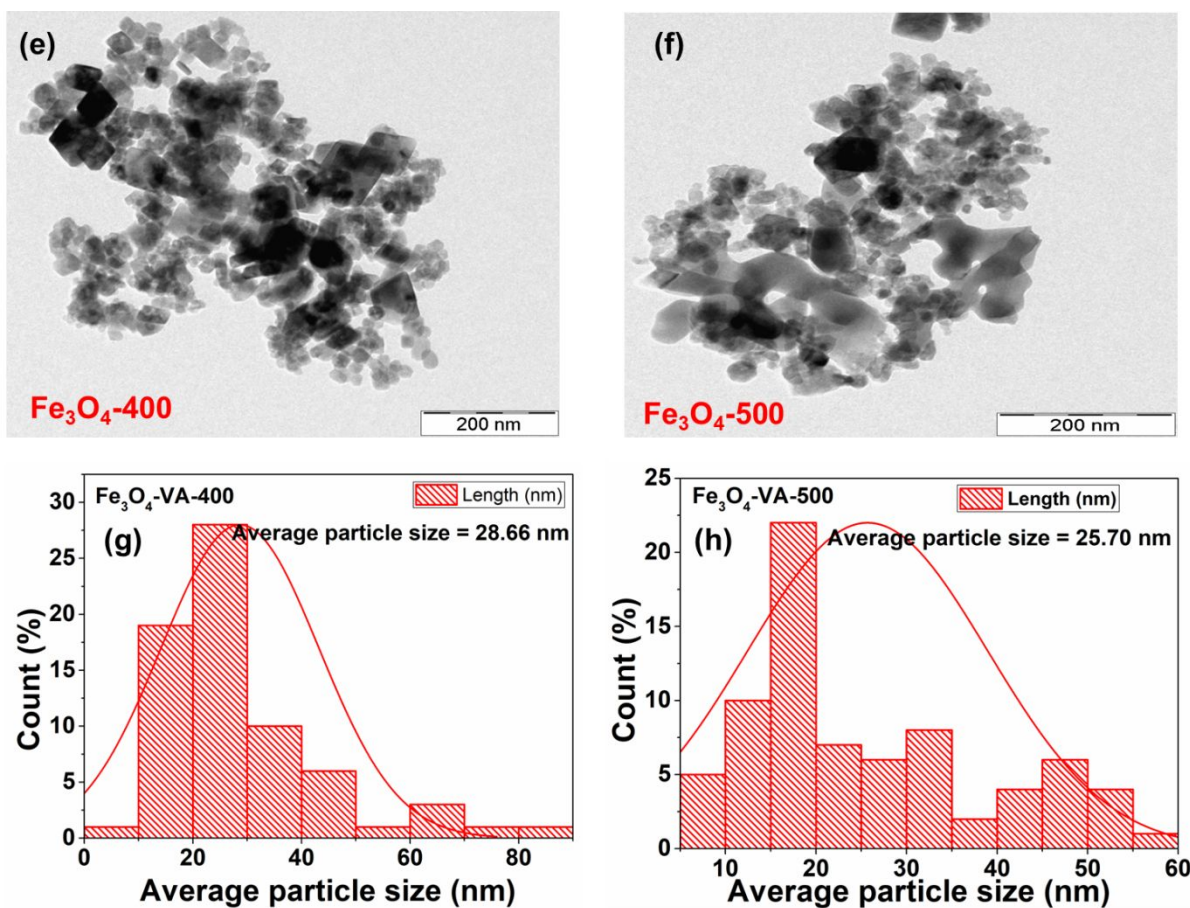 (e)
Fe₃O₄-400
200 nm
(f)
Fe₃O₄-500
200 nm
Fe₃O₄-VA-400
Length (nm)
(g)
Average particle size = 28.66 nm
Count (%)
30
25
20
15
10
5
0
0 20 40 60 80
Average particle size (nm)
Fe₃O₄-VA-500
Length (nm)
(h)
Average particle size = 25.70 nm
Count (%)
25
20
15
10
5
0
10 20 30 40 50 60
Average particle size (nm)